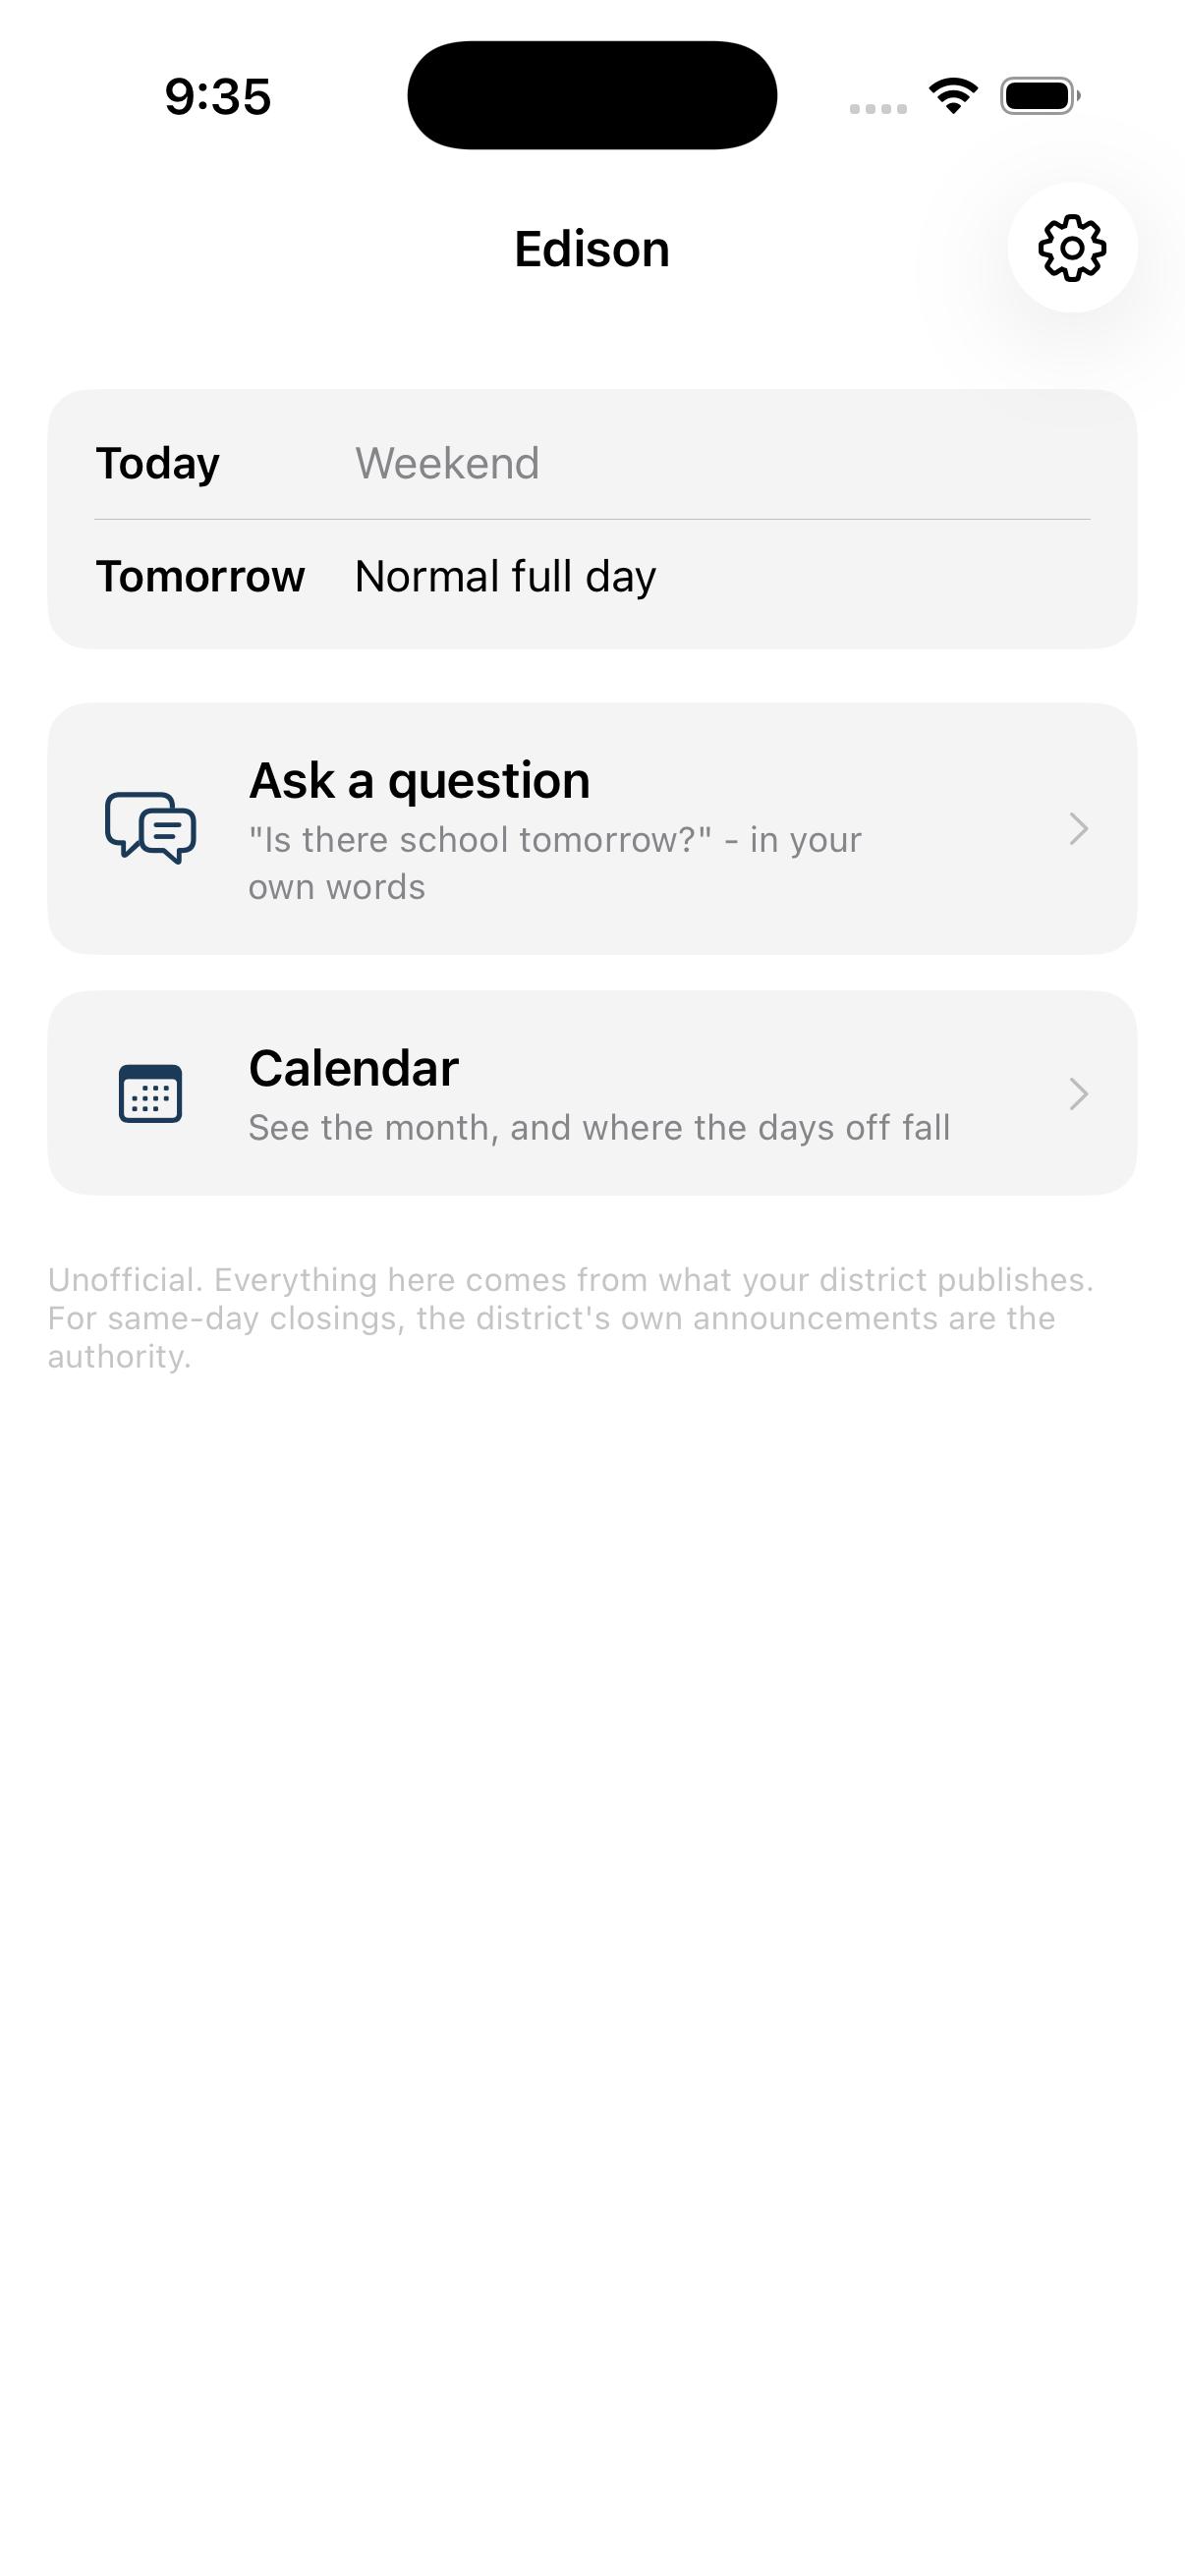 9:35
Edison
Today Weekend
Tomorrow Normal full day
Ask a question
"Is there school tomorrow?" - in your
own words
Calendar
See the month, and where the days off fall
Unofficial. Everything here comes from what your district publishes.
For same-day closings, the district's own announcements are the
authority.